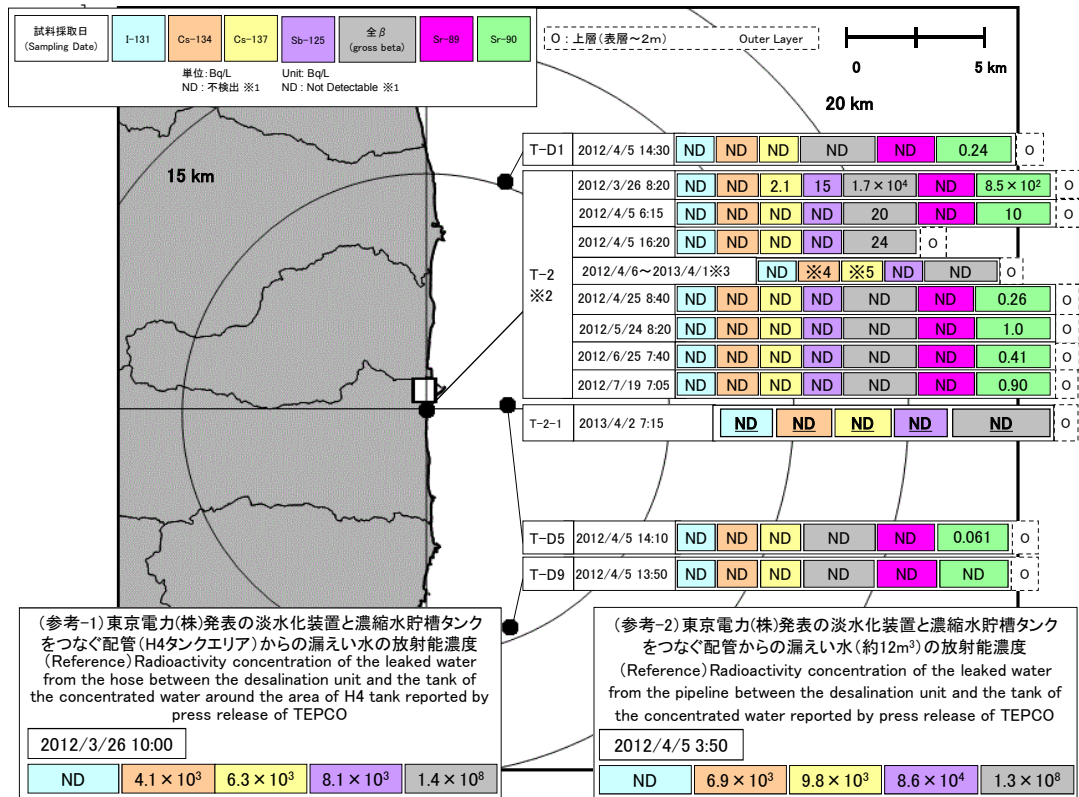 試料採取日
(Sampling Date)
I-131
Cs-134
Cs-137
Sb-125
全β
(gross beta)
Sr-89
Sr-90
単位: Bq/L
Unit: Bq/L
ND : 不検出 ※1
ND : Not Detectable ※1
O : 上層(表層～2m) Outer Layer
0 5 km
20 km
15 km
T-D1 2012/4/5 14:30 ND ND ND ND ND 0.24 O
T-2
※2
2012/3/26 8:20 ND ND 2.1 15 1.7×10⁴ ND 8.5×10² O
2012/4/5 6:15 ND ND ND ND 20 ND 10 O
2012/4/5 16:20 ND ND ND ND 24 O
2012/4/6～2013/4/1※3 ND ※4 ※5 ND ND O
2012/4/25 8:40 ND ND ND ND ND ND 0.26 O
2012/5/24 8:20 ND ND ND ND ND ND 1.0 O
2012/6/25 7:40 ND ND ND ND ND ND 0.41 O
2012/7/19 7:05 ND ND ND ND ND ND 0.90 O
T-2-1 2013/4/2 7:15 ND ND ND ND ND O
T-D5 2012/4/5 14:10 ND ND ND ND ND 0.061 O
T-D9 2012/4/5 13:50 ND ND ND ND ND ND O
(参考-1)東京電力(株)発表の淡水化装置と濃縮水貯槽タンク
をつなぐ配管(H4タンクエリア)からの漏えい水の放射能濃度
(Reference)Radioactivity concentration of the leaked water
from the hose between the desalination unit and the tank of
the concentrated water around the area of H4 tank reported by
press release of TEPCO
2012/3/26 10:00
ND 4.1×10³ 6.3×10³ 8.1×10³ 1.4×10⁸
(参考-2)東京電力(株)発表の淡水化装置と濃縮水貯槽タンク
をつなぐ配管からの漏えい水(約12m³)の放射能濃度
(Reference)Radioactivity concentration of the leaked water
from the pipeline between the desalination unit and the tank of
the concentrated water reported by press release of TEPCO
2012/4/5 3:50
ND 6.9×10³ 9.8×10³ 8.6×10⁴ 1.3×10⁸